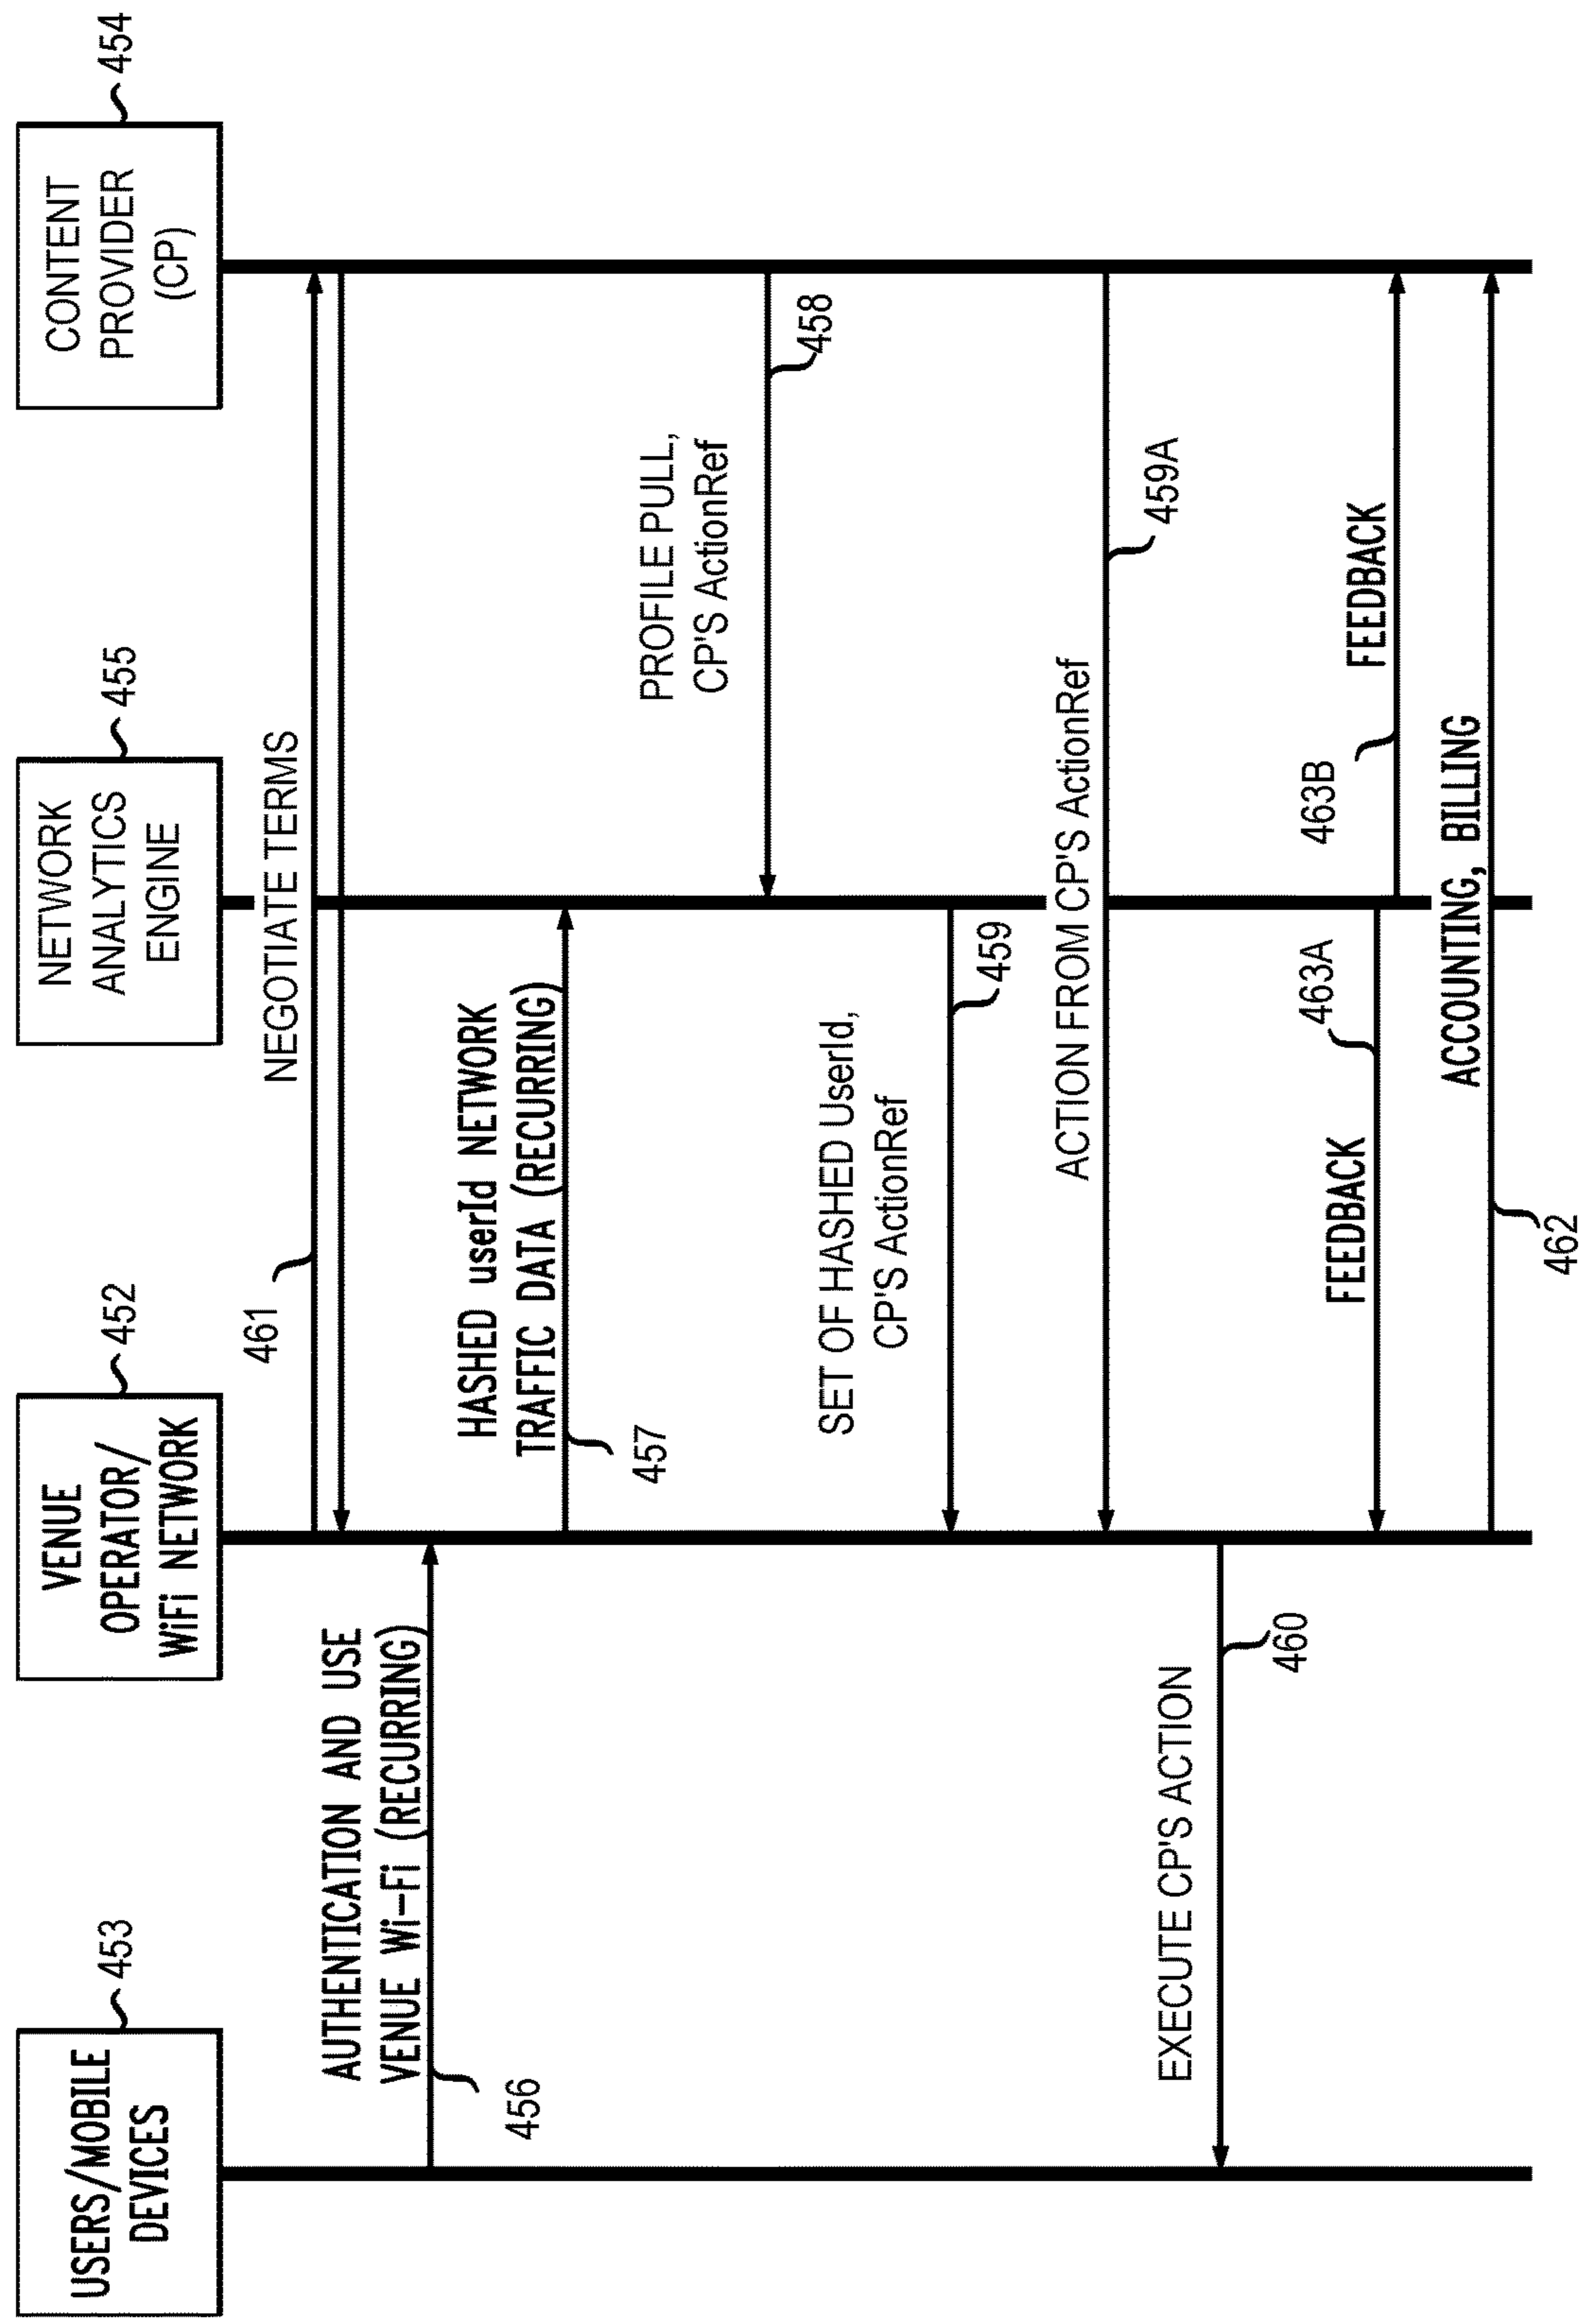 USERS/MOBILE
DEVICES
453
VENUE
OPERATOR/
WiFi NETWORK
452
NETWORK
ANALYTICS
ENGINE
455
CONTENT
PROVIDER
(CP)
454
NEGOTIATE TERMS
461
AUTHENTICATION AND USE
VENUE Wi-Fi (RECURRING)
456
HASHED userId NETWORK
TRAFFIC DATA (RECURRING)
457
PROFILE PULL,
CP'S ActionRef
458
SET OF HASHED UserId,
CP'S ActionRef
459
ACTION FROM CP'S ActionRef
459A
EXECUTE CP'S ACTION
460
FEEDBACK
463A
463B
FEEDBACK
ACCOUNTING, BILLING
462